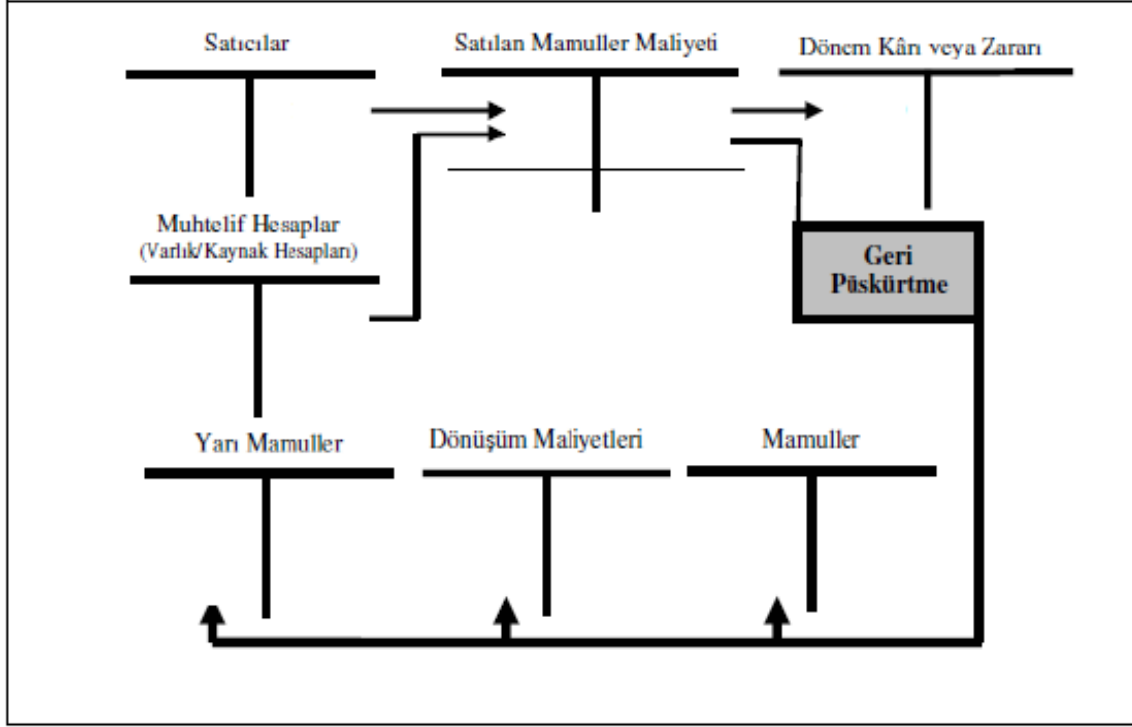 Satıcılar
Satılan Mamuller Maliyeti
Dönem Kârı veya Zararı
Muhtelif Hesaplar
(Varlık/Kaynak Hesapları)
Geri
Püskürtme
Yarı Mamuller
Dönüşüm Maliyetleri
Mamuller